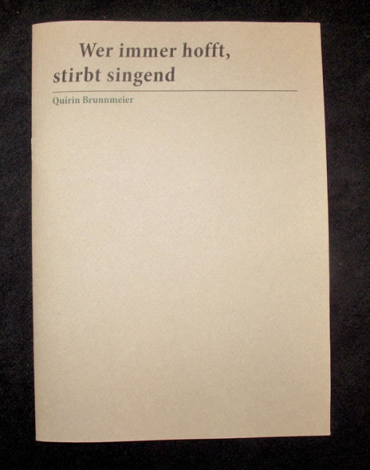 Wer immer hofft,
stirbt singend
Quirin Brunnmeier